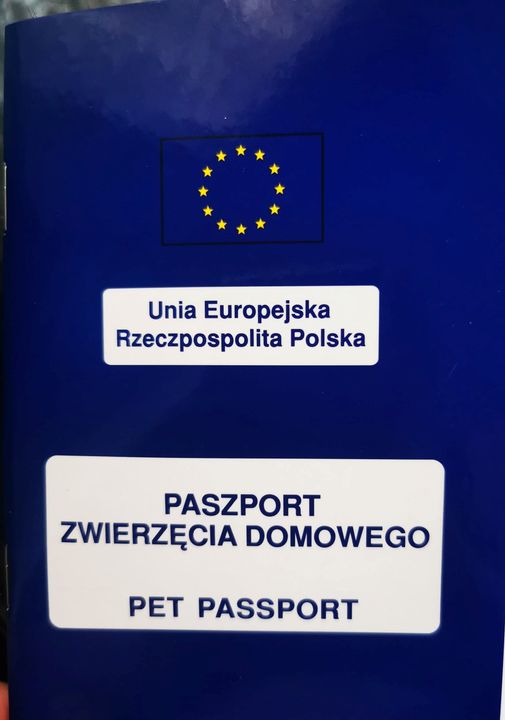 Unia Europejska
Rzeczpospolita Polska
PASZPORT
ZWIERZĘCIA DOMOWEGO
PET PASSPORT